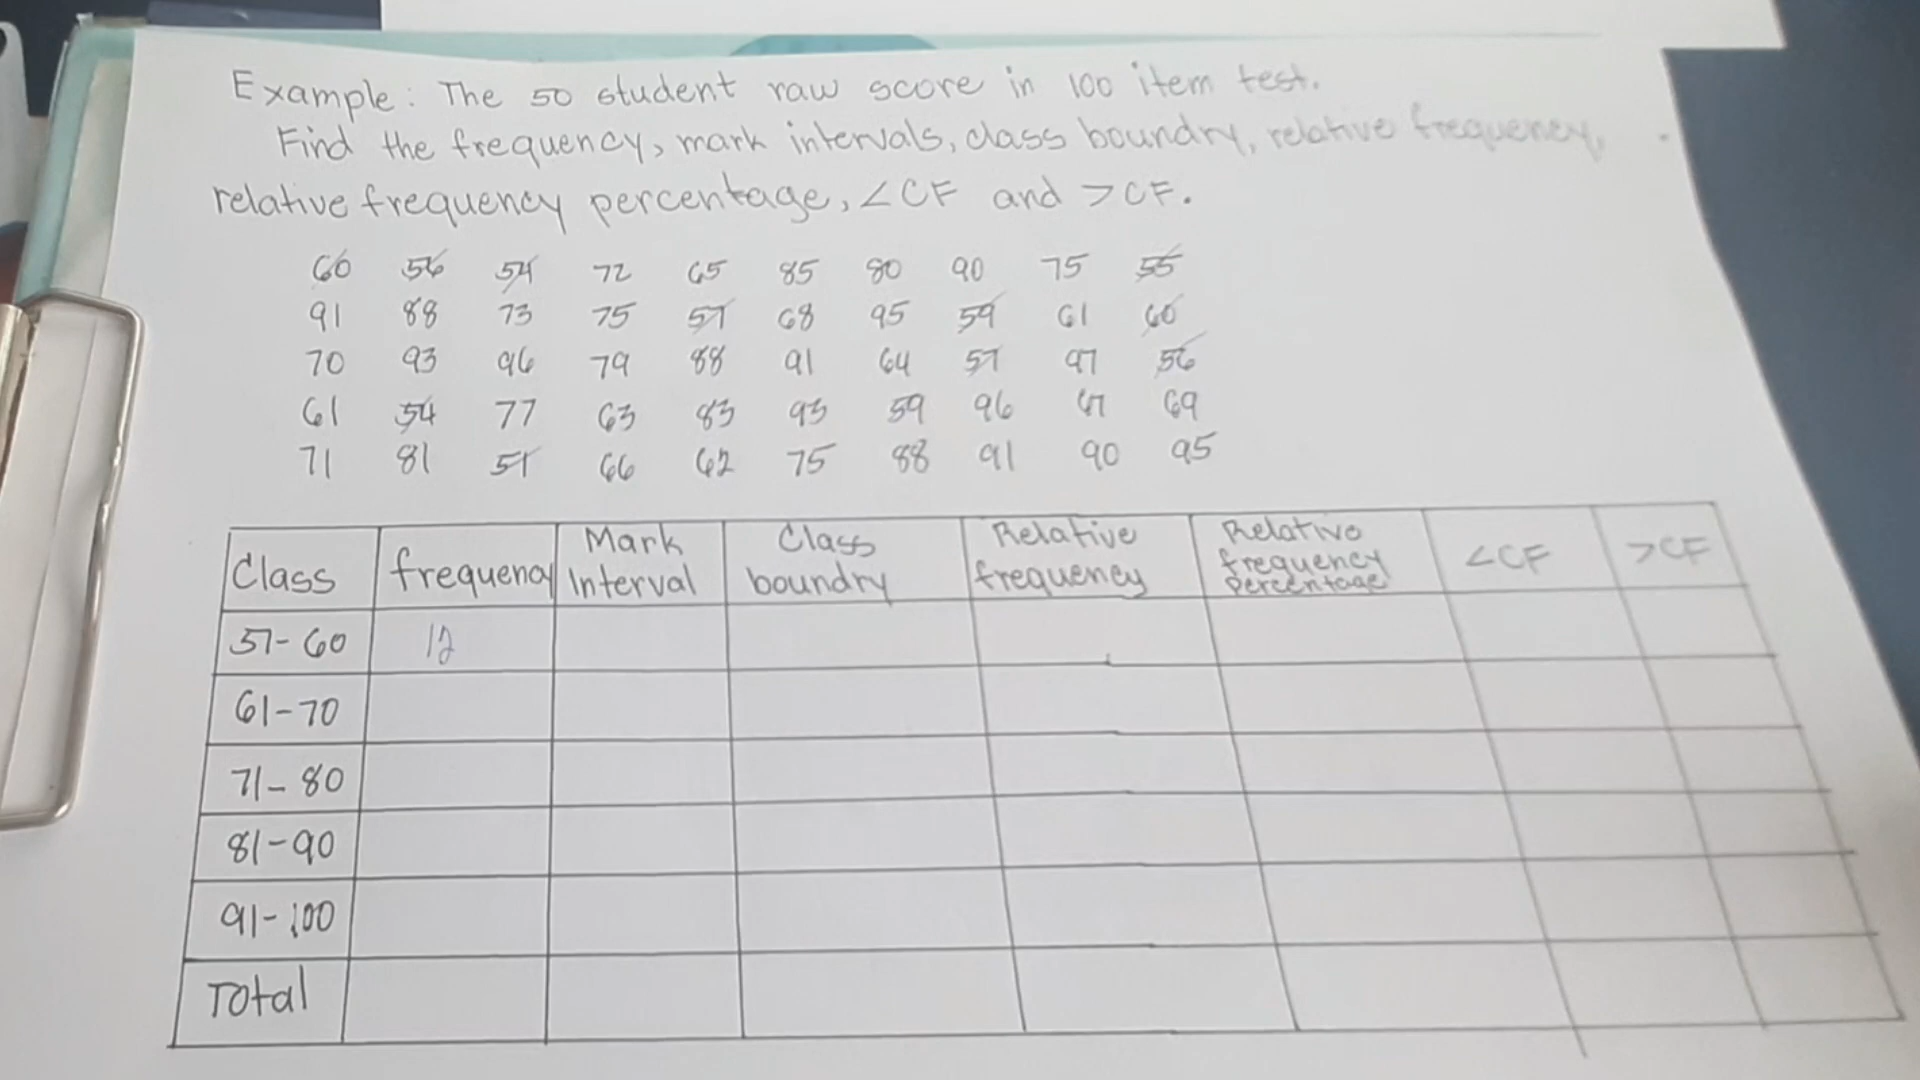 Example: The 50 student raw score in 100 item test.
Find the frequency, mark intervals, class boundry, relative frequency,
relative frequency percentage, <CF and >CF.
60 56 54 72 65 85 80 90 75 55
91 88 73 75 57 68 95 59 61 60
70 93 96 79 88 91 64 57 97 56
61 54 77 63 83 93 59 96 67 69
71 81 51 66 62 75 88 91 90 95
Class frequency Mark Interval Class boundry Relative frequency Relative frequency percentage <CF >CF
51-60 12
61-70
71-80
81-90
91-100
Total